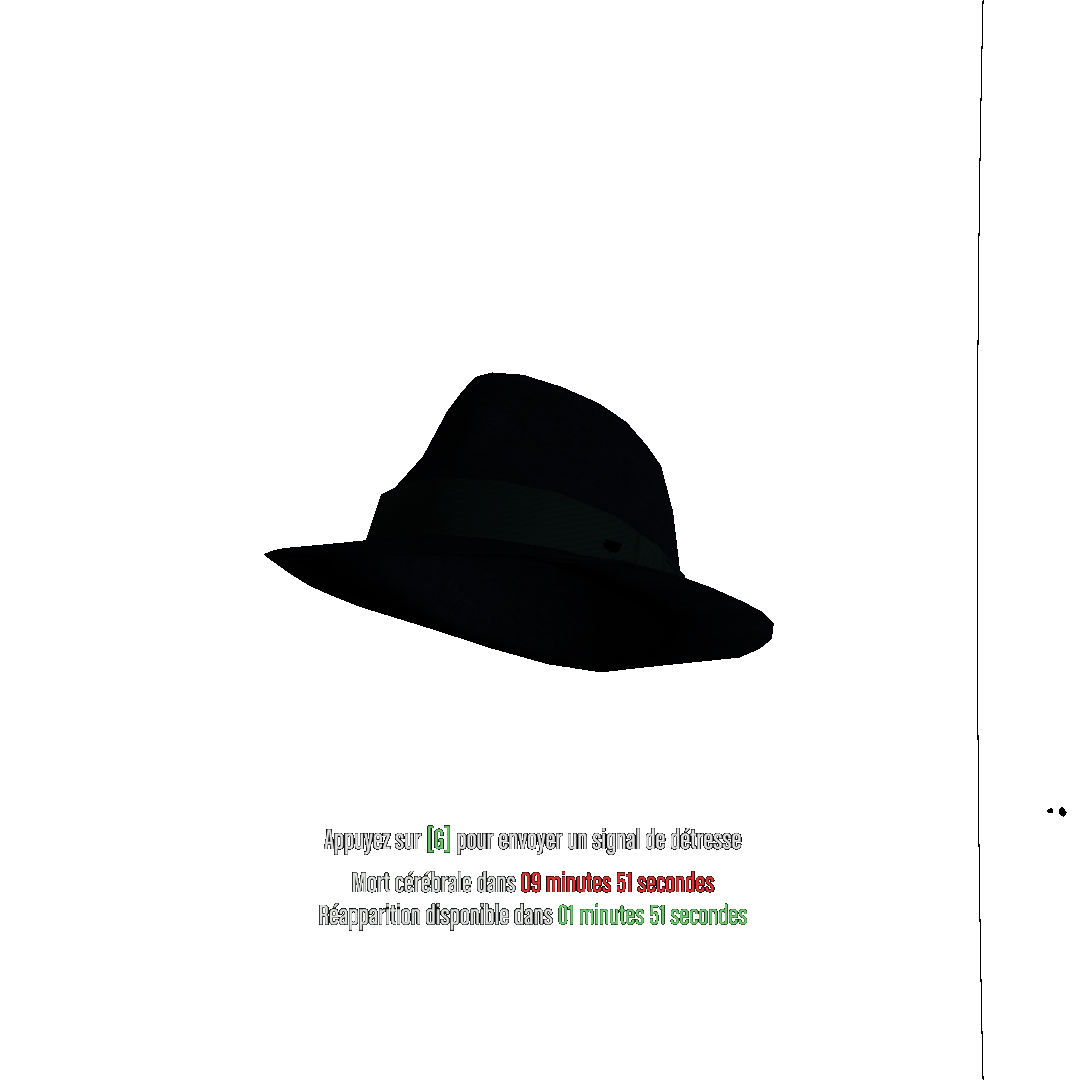 Appuyez sur [G] pour envoyer un signal de détresse
Mort cérébrale dans 09 minutes 51 secondes
Réapparition disponible dans 01 minutes 51 secondes